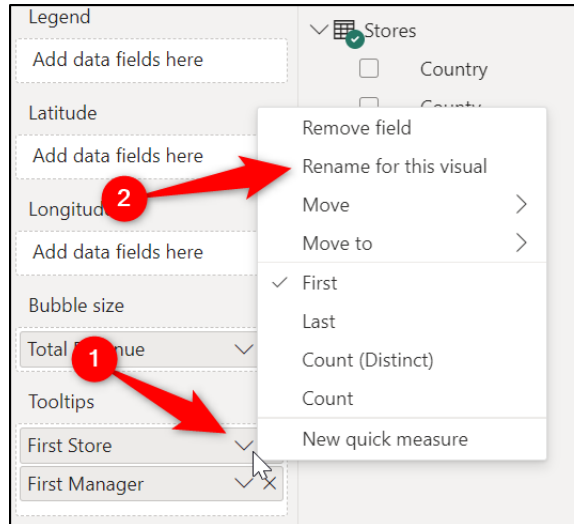 Legend
Add data fields here
Latitude
Add data fields here
Longitud
Add data fields here
Bubble size
Total nue
Tooltips
First Store
First Manager
Stores
Country
County
Remove field
Rename for this visual
Move
Move to
First
Last
Count (Distinct)
Count
New quick measure
2
1